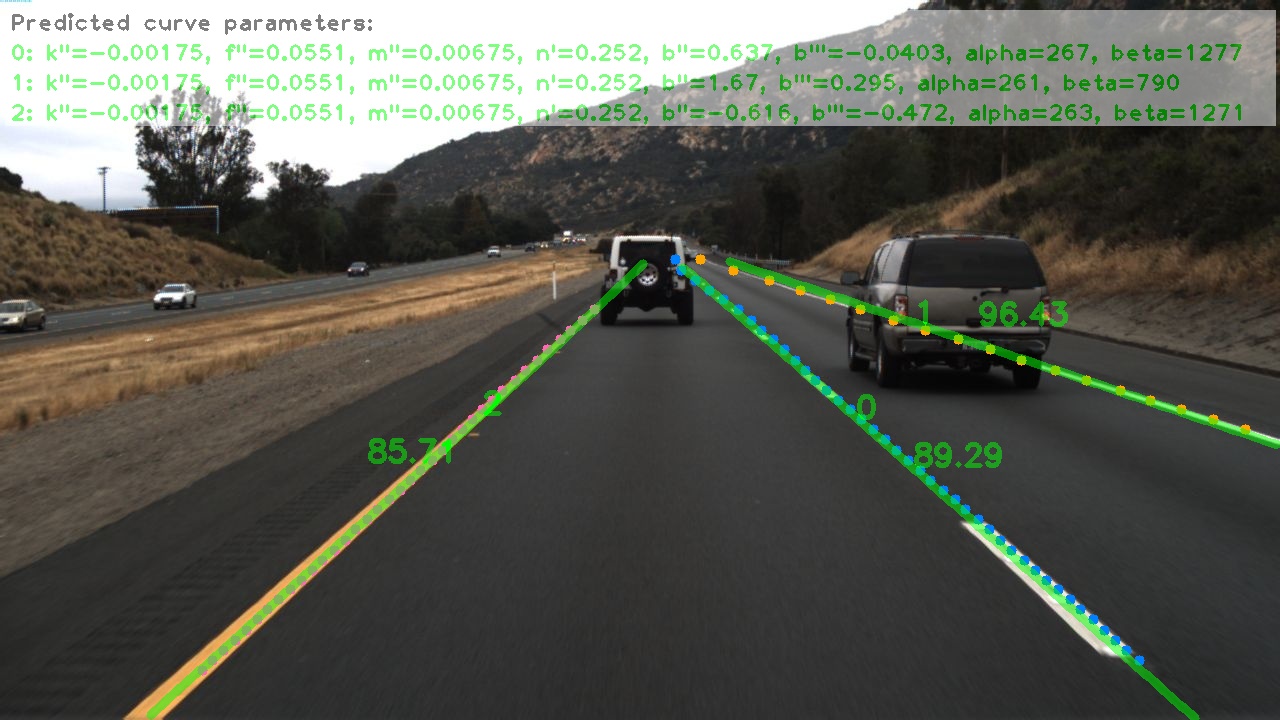 Predicted curve parameters:
0: k''=-0.00175, f''=0.0551, m''=0.00675, n'=0.252, b''=0.637, b'''=-0.0403, alpha=267, beta=1277
1: k''=-0.00175, f''=0.0551, m''=0.00675, n'=0.252, b''=1.67, b'''=0.295, alpha=261, beta=790
2: k''=-0.00175, f''=0.0551, m''=0.00675, n'=0.252, b''=-0.616, b'''=-0.472, alpha=263, beta=1271
1 96.43
2
0
85.71
89.29